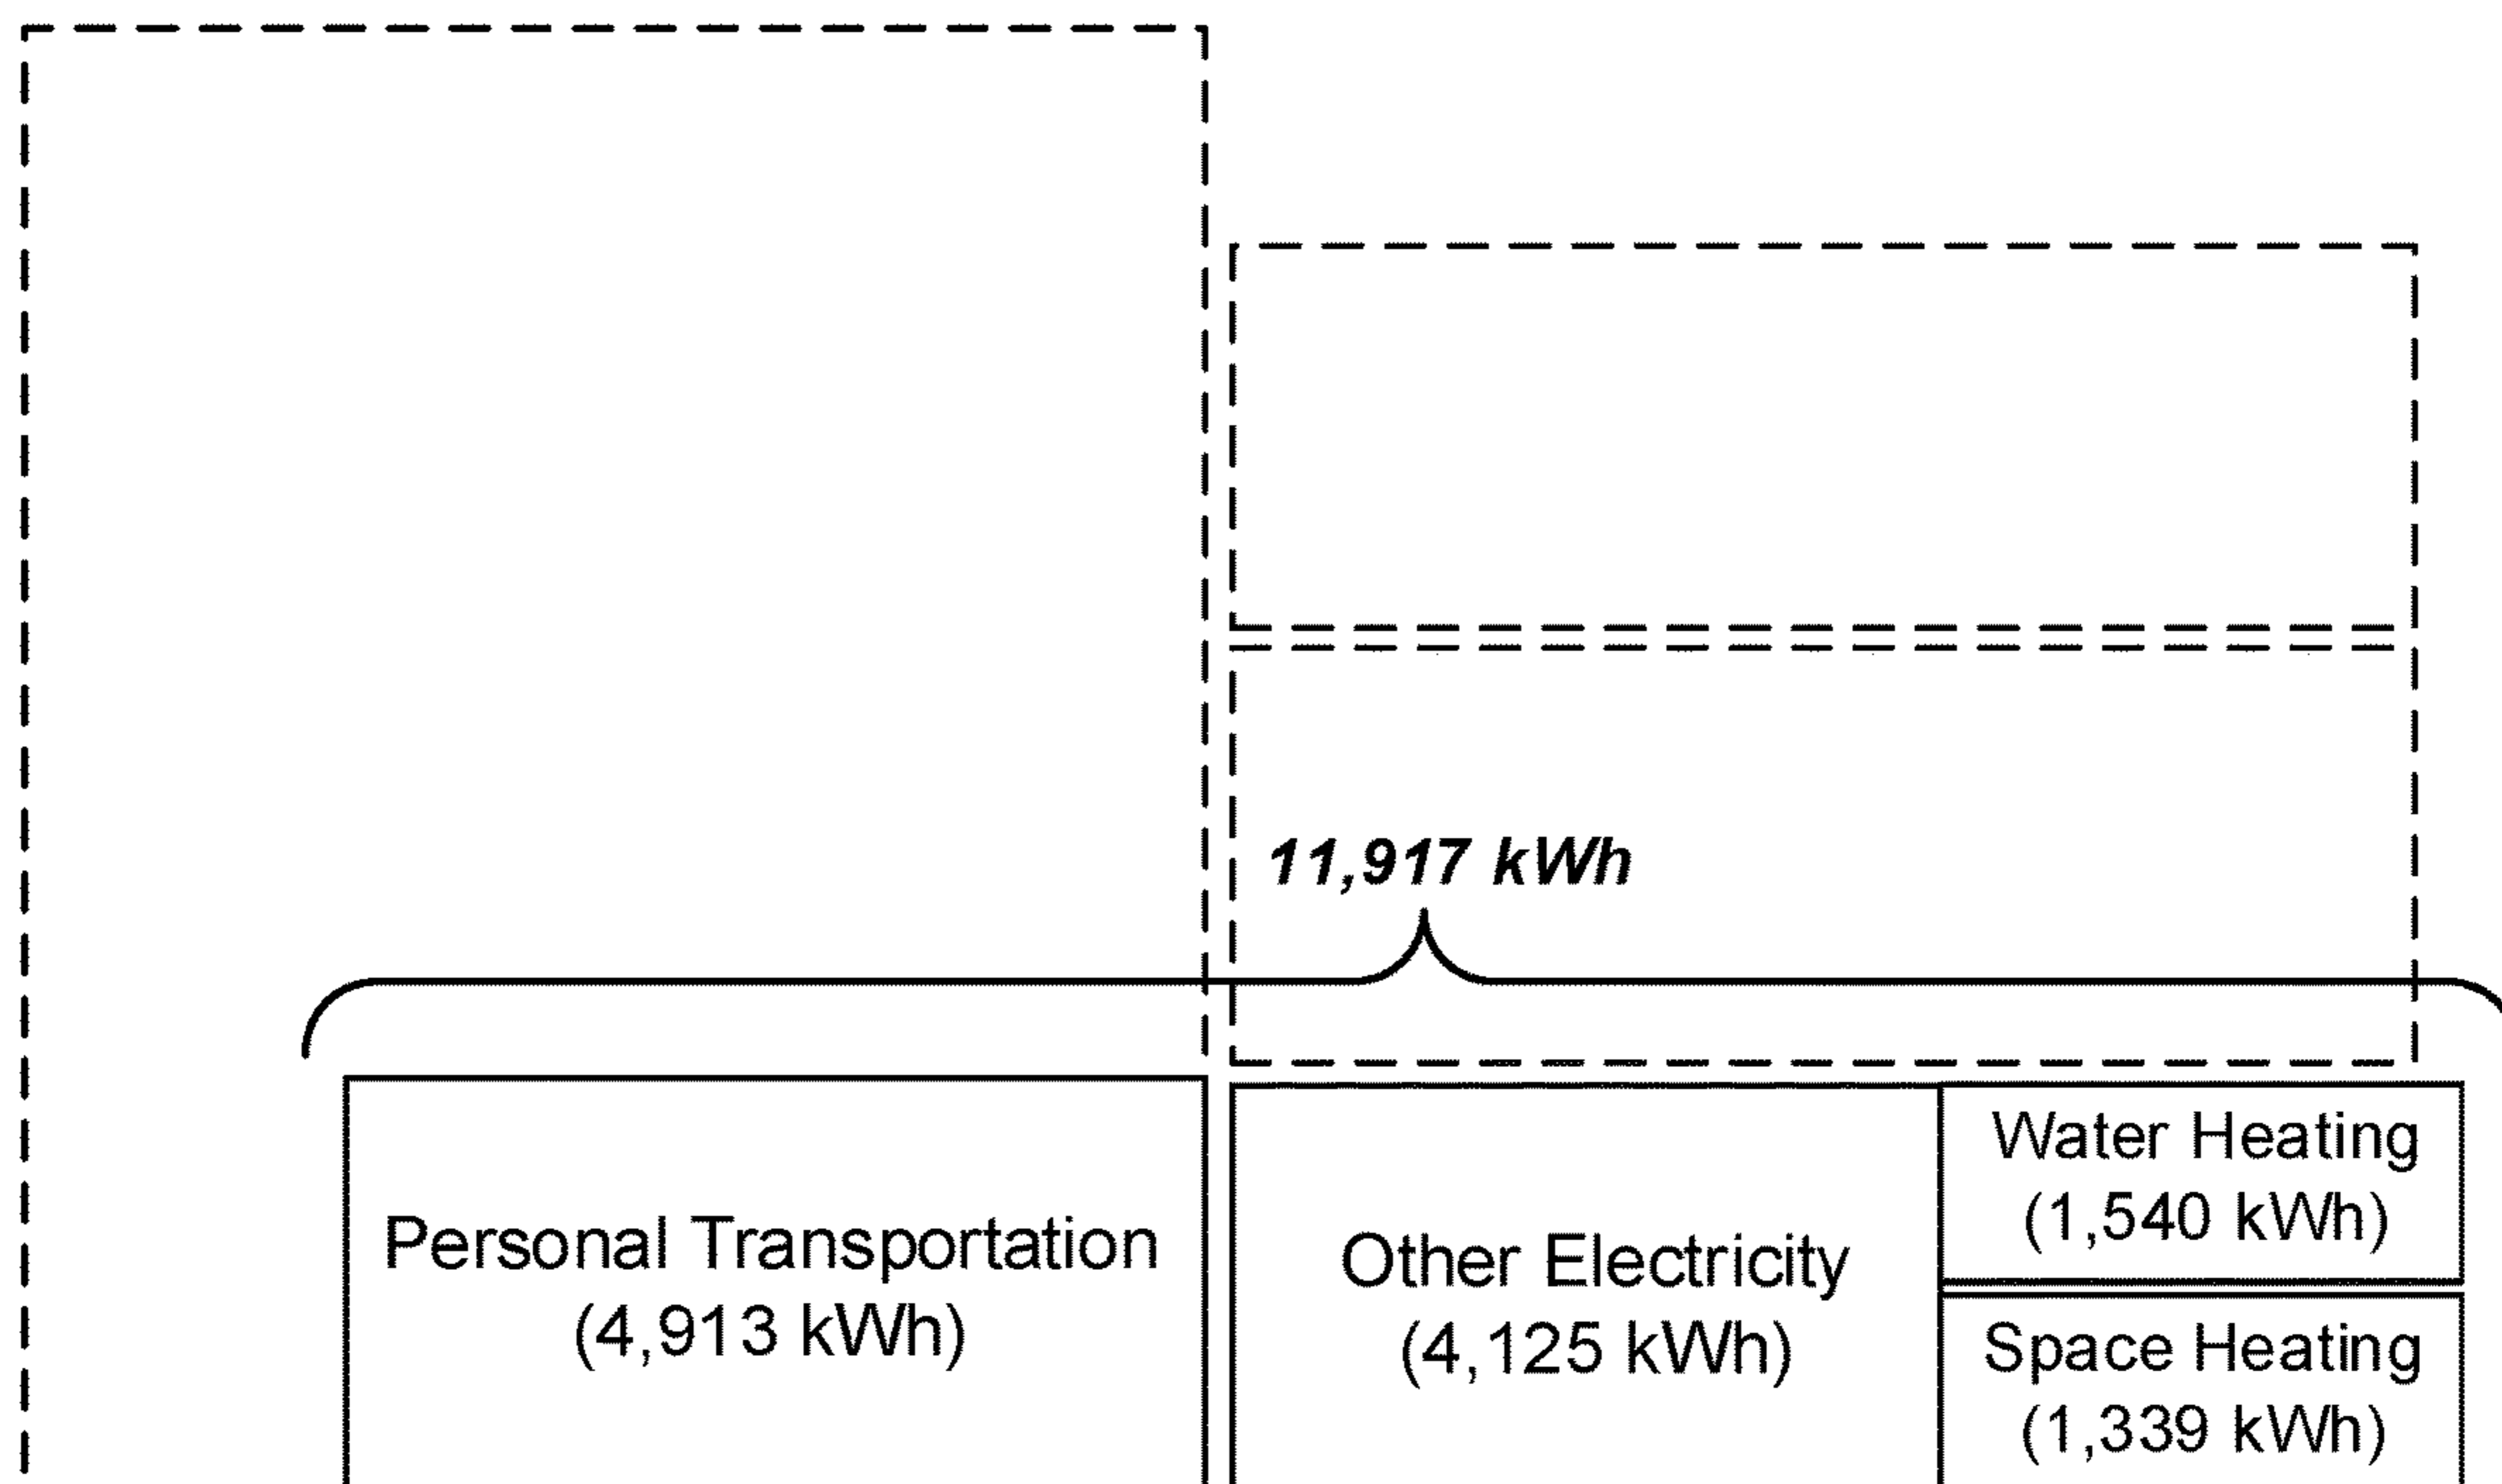 11,917 kWh
Personal Transportation
(4,913 kWh)
Other Electricity
(4,125 kWh)
Water Heating
(1,540 kWh)
Space Heating
(1,339 kWh)